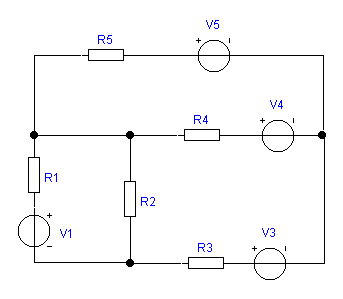 R5
V5
+ -
R4
V4
+ -
R1
R2
+
V1
-
R3
V3
+ -